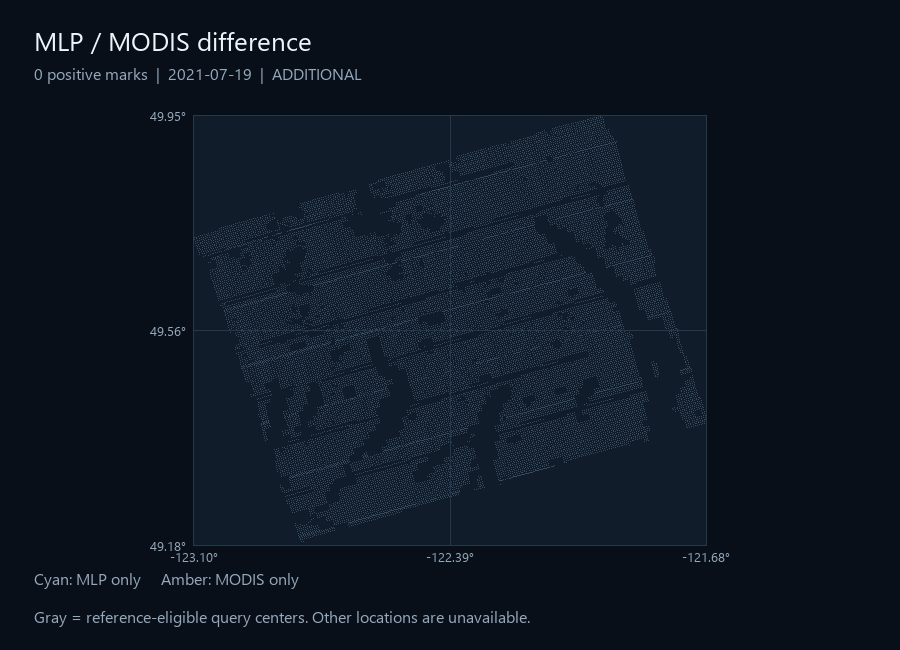 MLP / MODIS difference
0 positive marks | 2021-07-19 | ADDITIONAL
49.95°
49.56°
49.18°
-123.10° -122.39° -121.68°
Cyan: MLP only Amber: MODIS only
Gray = reference-eligible query centers. Other locations are unavailable.